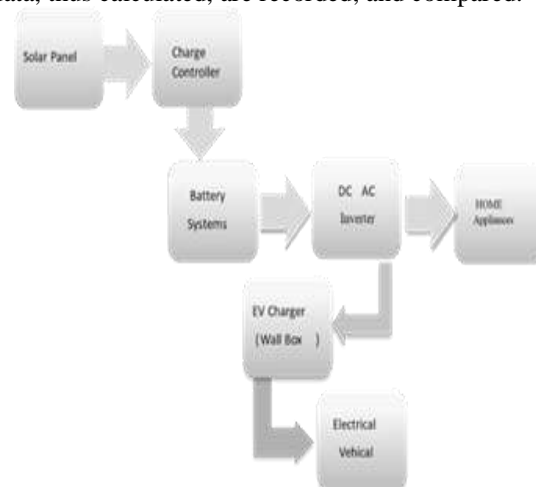 data, thus calculated, are recorded, and compared.
Solar Panel
Charge
Controller
Battery
Systems
DC AC
Inverter
HOME
Appliances
EV Charger
(Wall Box )
Electrical
Vehical